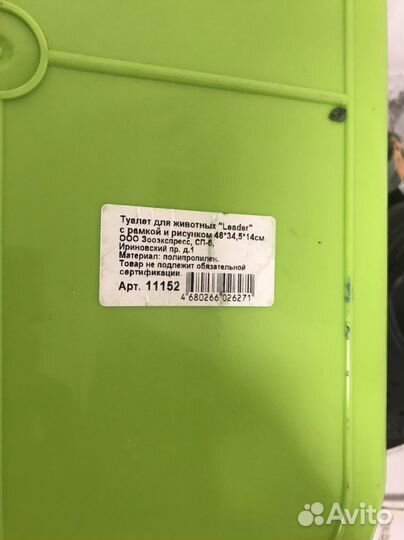 Туалет для животных "Leader"
с рамкой и рисунком 46*34,5*14см
ООО Зооэкспресс, СП-б,
Ириновский пр. д.1
Материал: полипропилен.
Товар не подлежит обязательной
сертификации.
Арт. 11152
4 680266 026271
Avito